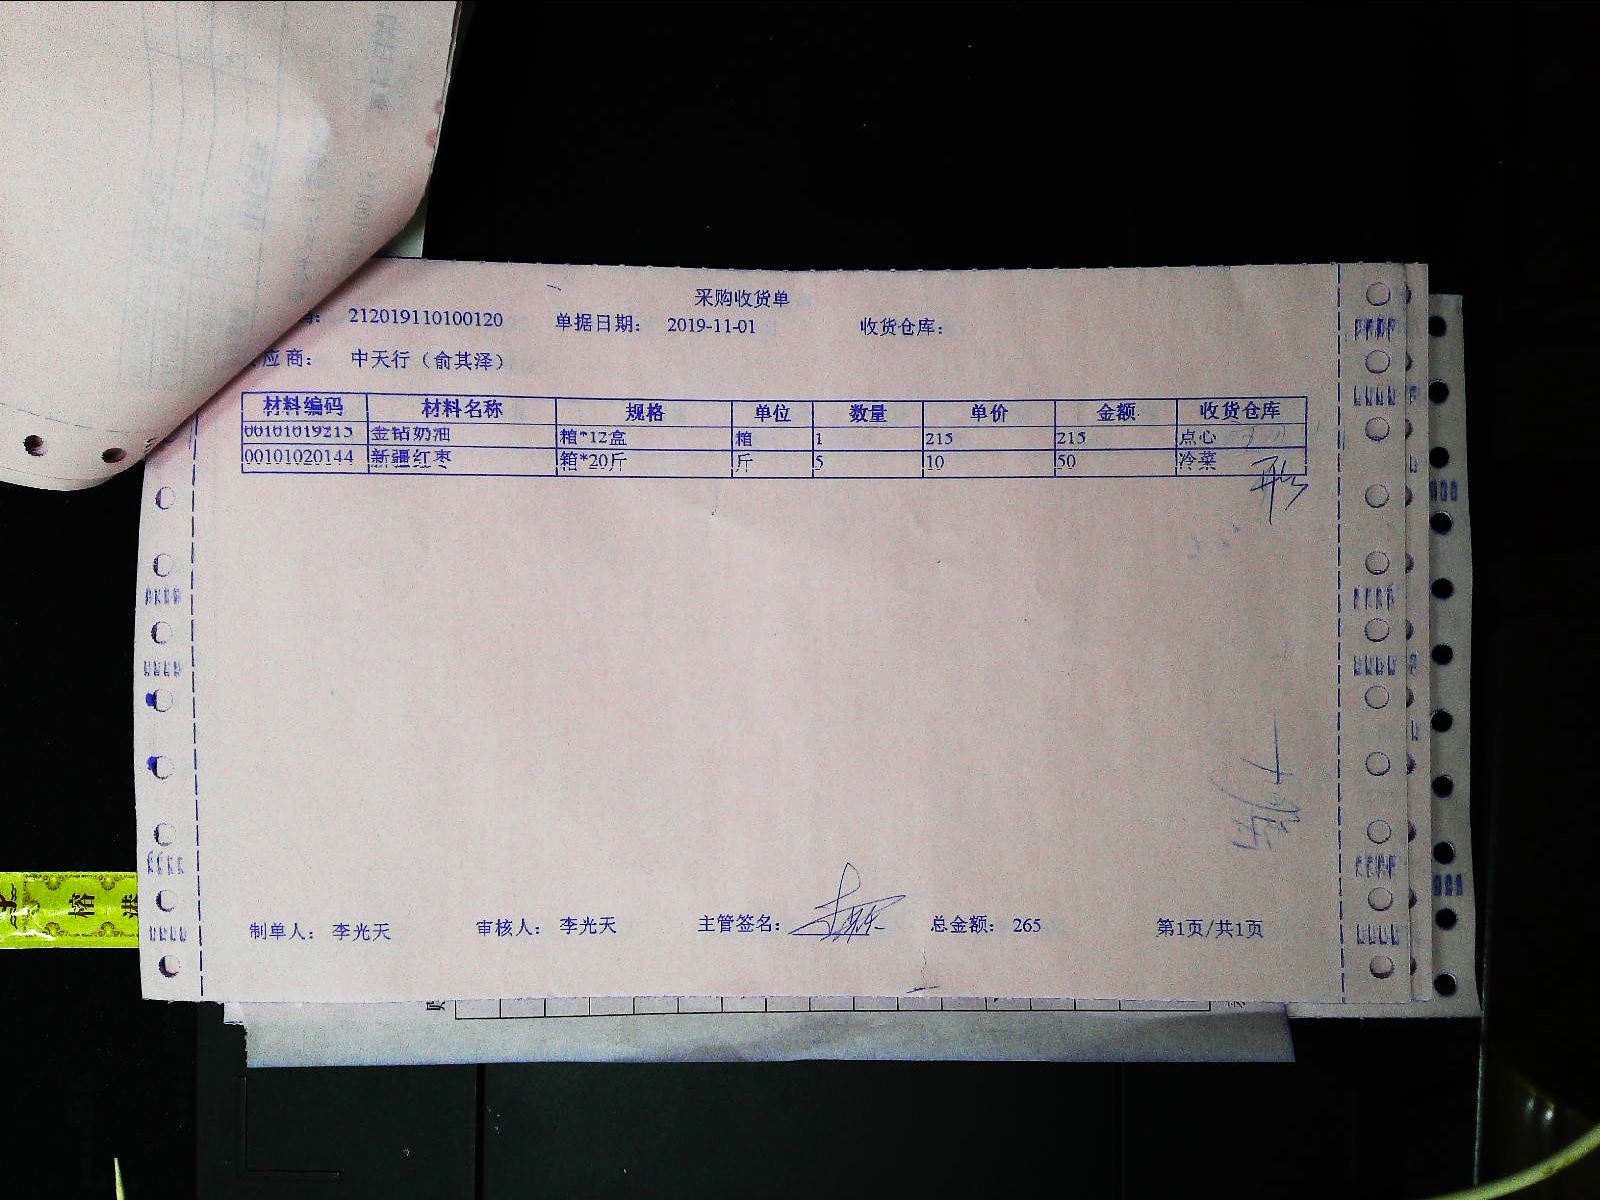 采购收货单
212019110100120 单据日期： 2019-11-01 收货仓库：
应商： 中天行（俞其泽）
材料编码 材料名称 规格 单位 数量 单价 金额 收货仓库
00101019215 金钻奶油 箱*12盒 箱 1 215 215 点心
00101020144 新疆红枣 箱*20斤 斤 5 10 50 冷菜
制单人： 李光天 审核人： 李光天 主管签名： 总金额： 265 第1页/共1页